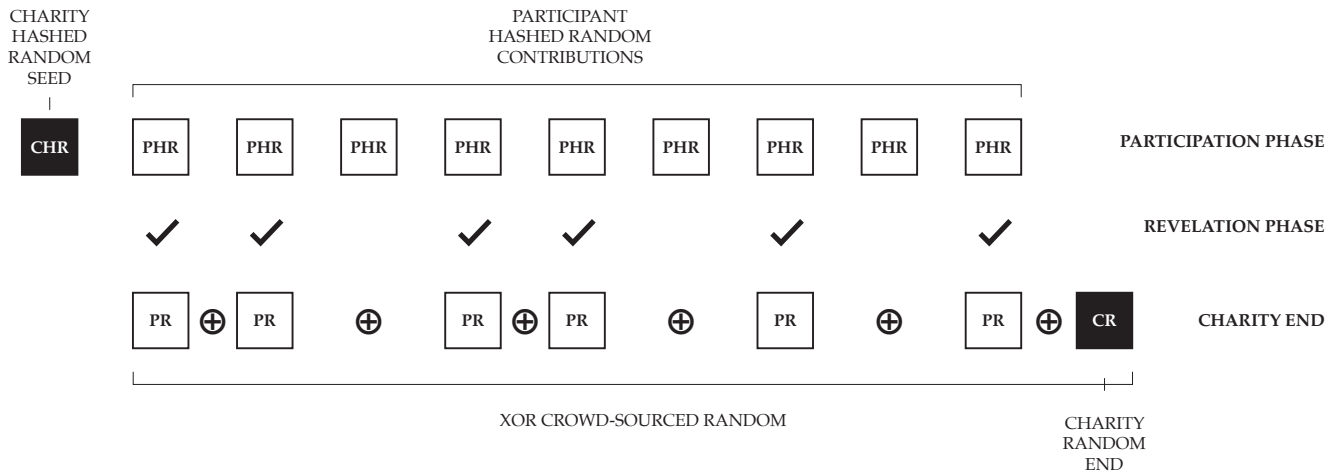 CHARITY
HASHED
RANDOM
SEED
PARTICIPANT
HASHED RANDOM
CONTRIBUTIONS
CHR PHR PHR PHR PHR PHR PHR PHR PHR PHR PARTICIPATION PHASE
REVELATION PHASE
PR ⊕ PR ⊕ PR ⊕ PR ⊕ PR ⊕ PR ⊕ CR CHARITY END
XOR CROWD-SOURCED RANDOM
CHARITY
RANDOM
END